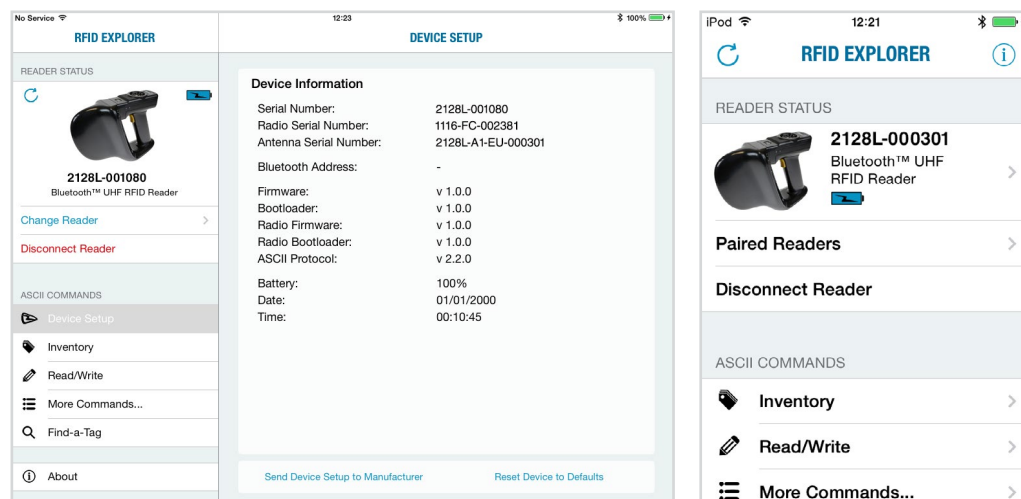 No Service 12:23 100%
RFID EXPLORER
READER STATUS
2128L-001080
Bluetooth™ UHF RFID Reader
Change Reader
Disconnect Reader
ASCII COMMANDS
Device Setup
Inventory
Read/Write
More Commands...
Find-a-Tag
About
DEVICE SETUP
Device Information
Serial Number: 2128L-001080
Radio Serial Number: 1116-FC-002381
Antenna Serial Number: 2128L-A1-EU-000301
Bluetooth Address: -
Firmware: v 1.0.0
Bootloader: v 1.0.0
Radio Firmware: v 1.0.0
Radio Bootloader: v 1.0.0
ASCII Protocol: v 2.2.0
Battery: 100%
Date: 01/01/2000
Time: 00:10:45
Send Device Setup to Manufacturer Reset Device to Defaults
iPod 12:21
RFID EXPLORER
READER STATUS
2128L-000301
Bluetooth™ UHF
RFID Reader
Paired Readers
Disconnect Reader
ASCII COMMANDS
Inventory
Read/Write
More Commands...